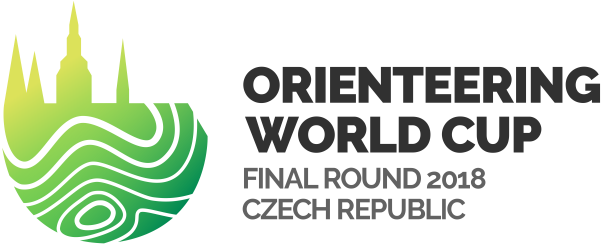 ORIENTEERING
WORLD CUP
FINAL ROUND 2018
CZECH REPUBLIC